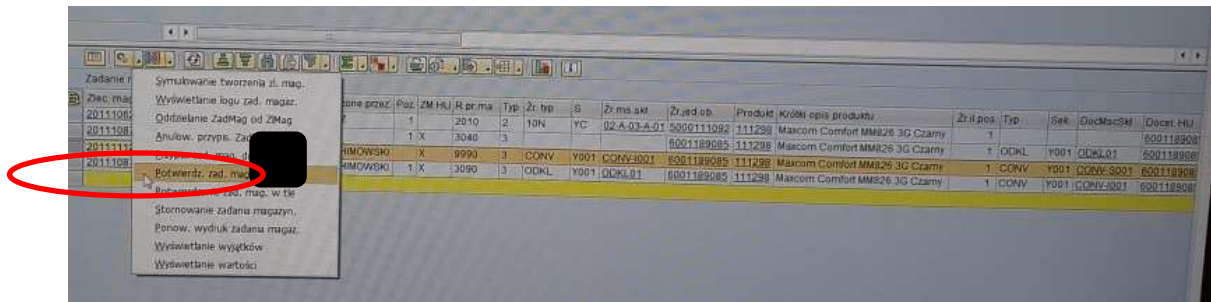 Zadanie
Zlec. mag
Symulowanie tworzenia zl. mag.
Wyświetlanie logu zad. magaz.
Oddzielanie ZadMag od ZlMag
Anulow. przypis.
Potwierdz. zad.
zad. mag. w tle
Stornowanie zadania magazyn.
Ponow. wydruk zadania magaz.
Wyświetlanie wyjątków
Wyświetlanie wartości
one przez Poz ZM HU R.pr.ma Typ Źr. typ S Źr.ms.skł Źr.jed.ob. Produkt Krótki opis produktu Źr.il.pos. Typ Sek DocMscSkł Docel. HU
1 2010 2 10N YC 02-A-03-A-01 5000111092 111298 Maxcom Comfort MM826 3G Czarny 1
1 X 3040 3 6001189085 111298 Maxcom Comfort MM826 3G Czarny 1 ODKL Y001 ODKL01
HIMOWSKI X 9990 3 CONV Y001 CONV-I001 6001189085 111298 Maxcom Comfort MM826 3G Czarny 1 CONV Y001 CONV-S001
HIMOWSKI 1 X 3090 3 ODKL Y001 ODKL01 6001189085 111298 Maxcom Comfort MM826 3G Czarny 1 CONV Y001 CONV-I001